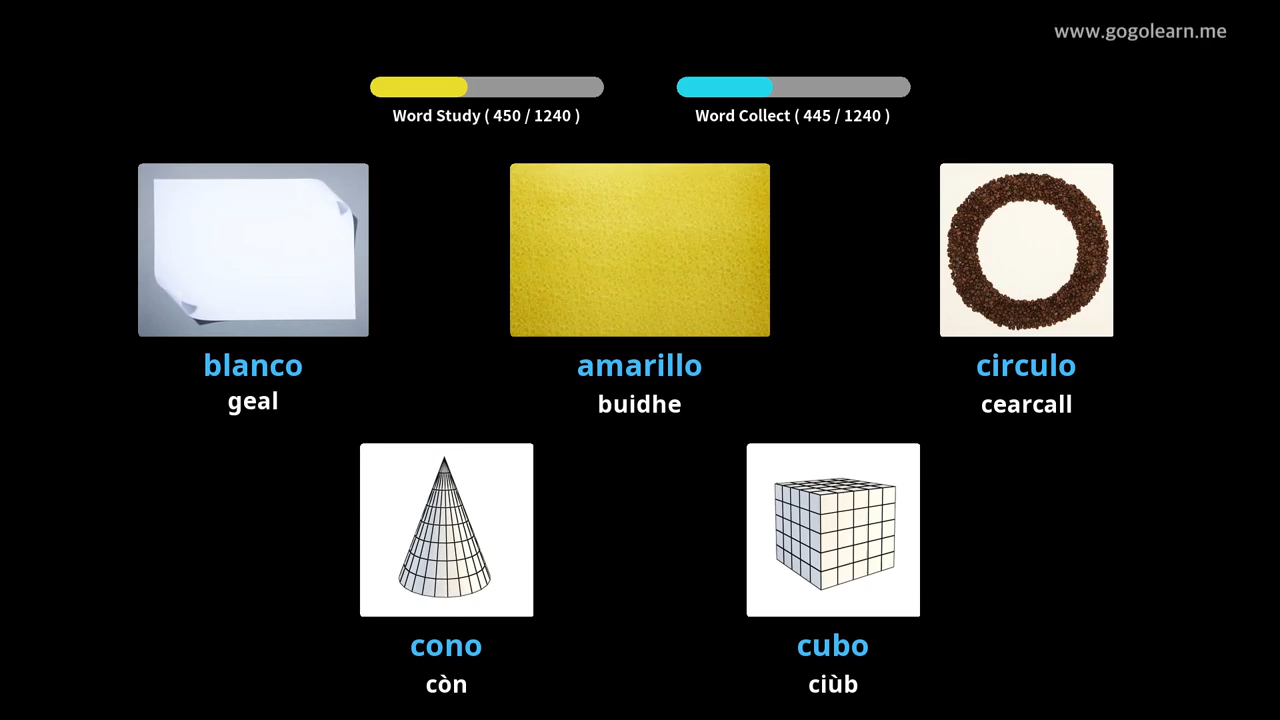 www.gogolearn.me
Word Study ( 450 / 1240 )
Word Collect ( 445 / 1240 )
blanco
geal
amarillo
buidhe
circulo
cearcall
cono
còn
cubo
ciùb